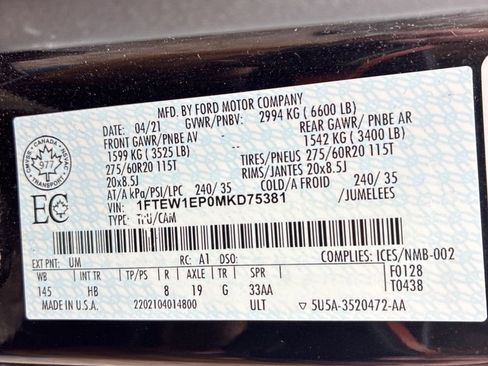 MFD. BY FORD MOTOR COMPANY
04/21 GVWR/PNBV: 2994 KG (6600 LB)
FRONT GAWR/PNBE AV REAR GAWR/PNBE AR
1599 KG (3525 LB) 1542 KG (3400 LB)
275/60R20 115T TIRES/PNEUS 275/60R20 115T
20x8.5J RIMS/JANTES 20x8.5J
AT/A kPa/PSI/LPC 240/35 COLD/A FROID 240/35
VIN: 1FTEW1EP0MKD75381 /JUMELEES
TYPE: TRU/CAM
CANADA
977
EC
EXT PNT: UM RC: A1 DSO: COMPLIES: ICES/NMB-002
WB INT TR TP/PS R AXLE TR SPR F0128
145 HB 8 19 G 33AA T0438
MADE IN U.S.A. 2202104014800 ULT ▽ 5U5A-3520472-AA